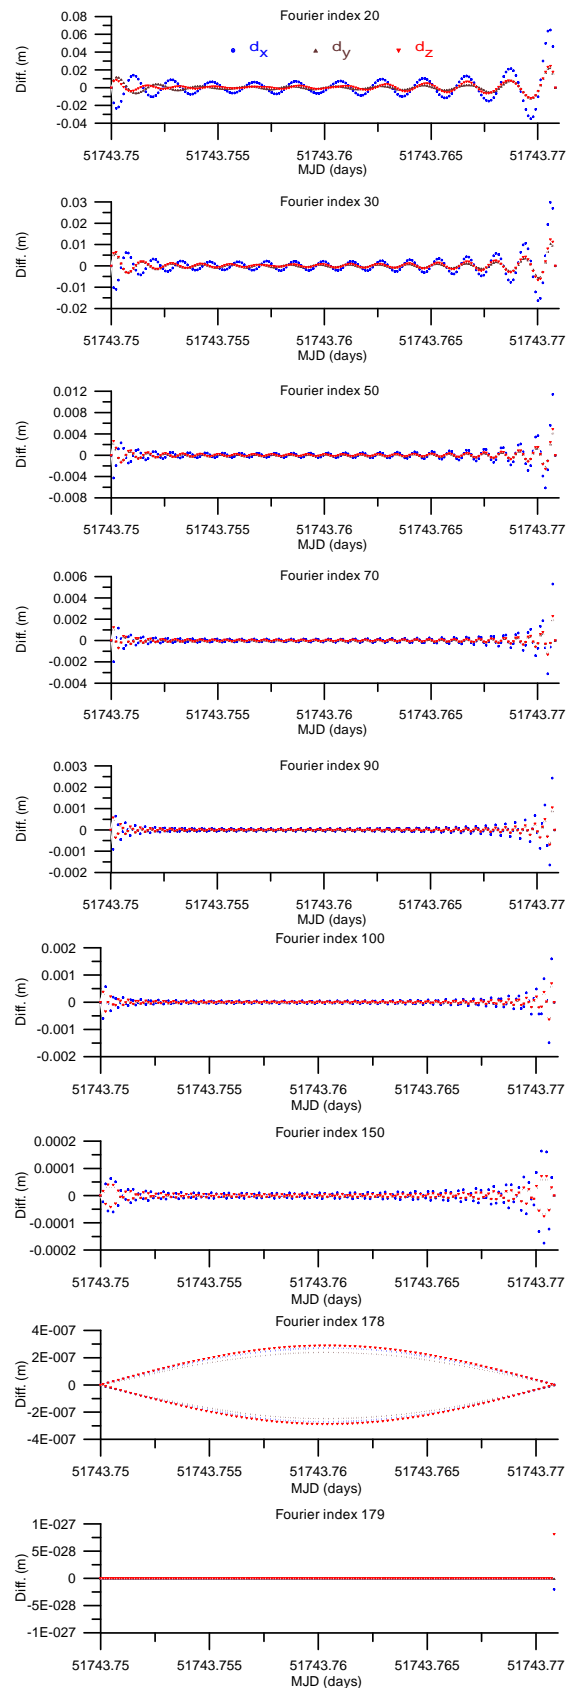 Fourier index 20
0.08
0.06
0.04
0.02
0
-0.02
-0.04
Diff. (m)
d_x d_y d_z
51743.75 51743.755 51743.76 51743.765 51743.77
MJD (days)
Fourier index 30
0.03
0.02
0.01
0
-0.01
-0.02
Diff. (m)
51743.75 51743.755 51743.76 51743.765 51743.77
MJD (days)
Fourier index 50
0.012
0.008
0.004
0
-0.004
-0.008
Diff. (m)
51743.75 51743.755 51743.76 51743.765 51743.77
MJD (days)
Fourier index 70
0.006
0.004
0.002
0
-0.002
-0.004
Diff. (m)
51743.75 51743.755 51743.76 51743.765 51743.77
MJD (days)
Fourier index 90
0.003
0.002
0.001
0
-0.001
-0.002
Diff. (m)
51743.75 51743.755 51743.76 51743.765 51743.77
MJD (days)
Fourier index 100
0.002
0.001
0
-0.001
-0.002
Diff. (m)
51743.75 51743.755 51743.76 51743.765 51743.77
MJD (days)
Fourier index 150
0.0002
0.0001
0
-0.0001
-0.0002
Diff. (m)
51743.75 51743.755 51743.76 51743.765 51743.77
MJD (days)
Fourier index 178
4E-007
2E-007
0
-2E-007
-4E-007
Diff. (m)
51743.75 51743.755 51743.76 51743.765 51743.77
MJD (days)
Fourier index 179
1E-027
5E-028
0
-5E-028
-1E-027
Diff. (m)
51743.75 51743.755 51743.76 51743.765 51743.77
MJD (days)